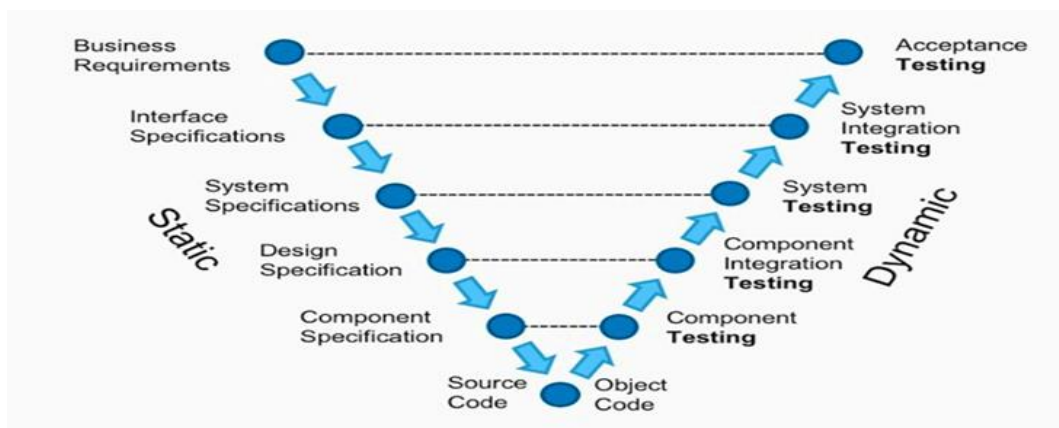 Business
Requirements
Acceptance
Testing
Interface
Specifications
System
Integration
Testing
System
Specifications
System
Testing
Static
Dynamic
Design
Specification
Component
Integration
Testing
Component
Specification
Component
Testing
Source
Code
Object
Code